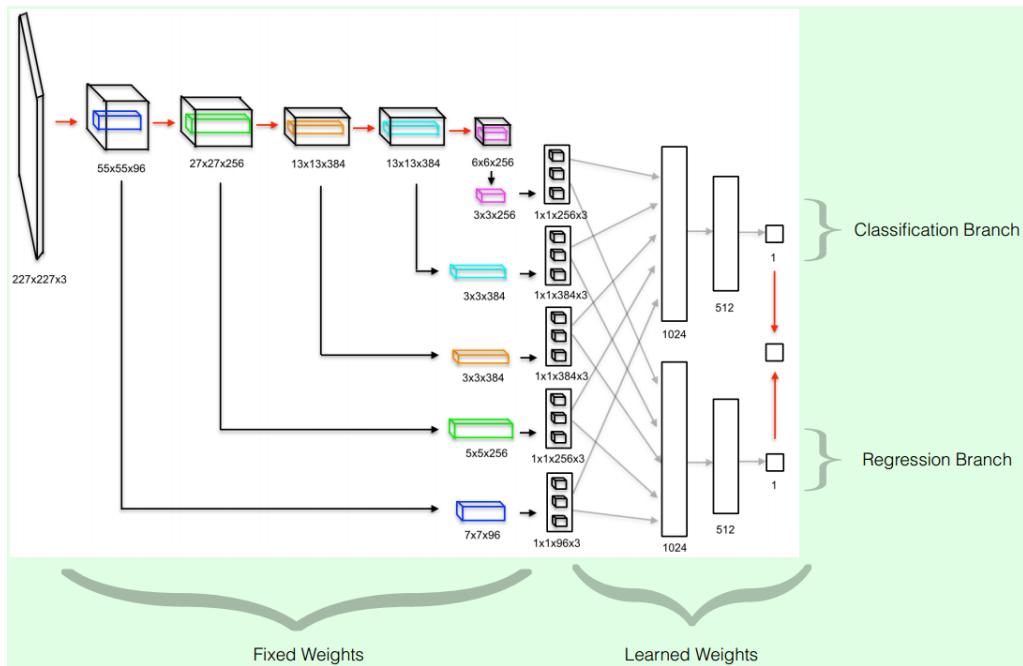 227x227x3
55x55x96
27x27x256
13x13x384
13x13x384
6x6x256
3x3x256
1x1x256x3
3x3x384
1x1x384x3
3x3x384
1x1x384x3
5x5x256
1x1x256x3
7x7x96
1x1x96x3
1024
512
1
Classification Branch
1024
512
1
Regression Branch
Fixed Weights
Learned Weights